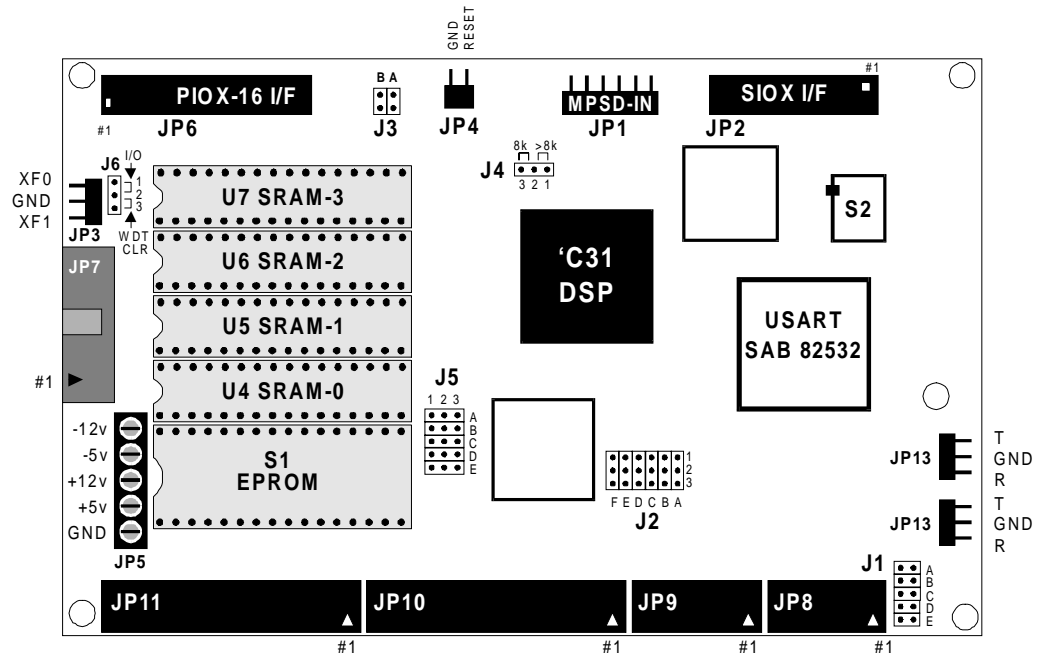 GND
RESET
#1
PIOX-16 I/F
#1
JP6
B A
J3
JP4
MPSD-IN
JP1
SIOX I/F
JP2
8k >8k
J4
3 2 1
J6
I/O
1
2
3
WDT
CLR
XF0
GND
XF1
JP3
JP7
#1
U7 SRAM-3
U6 SRAM-2
U5 SRAM-1
U4 SRAM-0
S1
EPROM
'C31
DSP
S2
USART
SAB 82532
J5
1 2 3
A
B
C
D
E
-12v
-5v
+12v
+5v
GND
JP5
1
2
3
F E D C B A
J2
JP13
T
GND
R
JP13
T
GND
R
J1
A
B
C
D
E
JP11
JP10
JP9
JP8
#1
#1
#1
#1